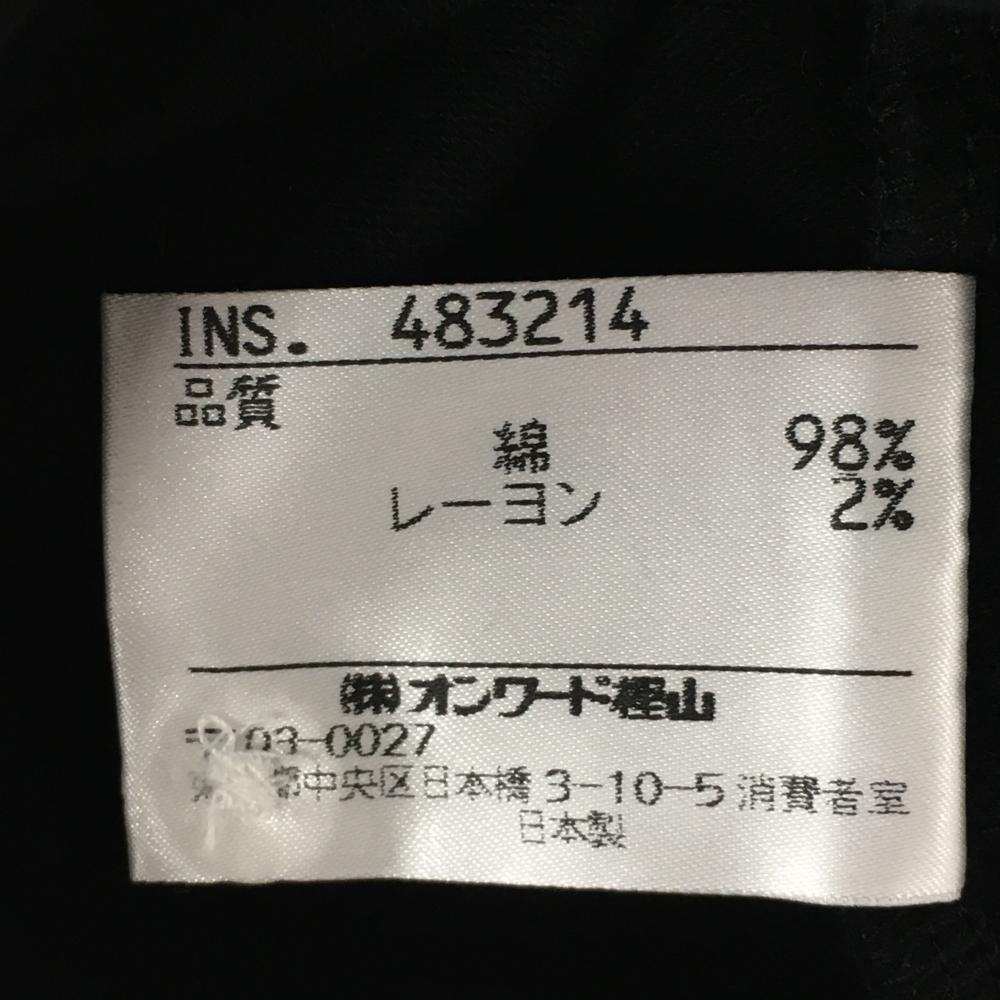 INS. 483214
品質
綿 98%
レーヨン 2%
㈱オンワード樫山
〒103-0027
都中央区日本橋3-10-5消費者室
日本製